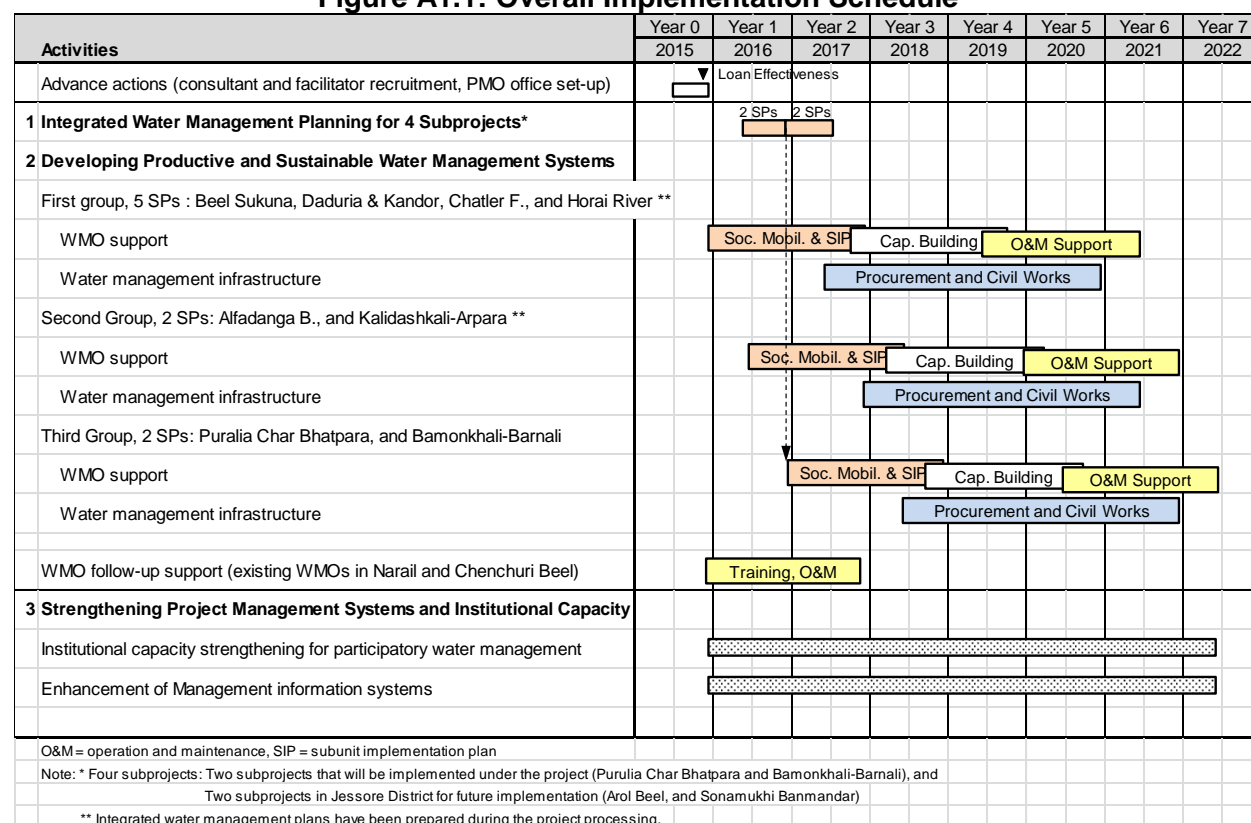 Figure A1.1: Overall Implementation Schedule
Year 0 Year 1 Year 2 Year 3 Year 4 Year 5 Year 6 Year 7
Activities 2015 2016 2017 2018 2019 2020 2021 2022
Advance actions (consultant and facilitator recruitment, PMO office set-up) Loan Effectiveness
1 Integrated Water Management Planning for 4 Subprojects* 2 SPs 2 SPs
2 Developing Productive and Sustainable Water Management Systems
First group, 5 SPs : Beel Sukuna, Daduria & Kandor, Chatler F., and Horai River **
WMO support Soc. Mobil. & SIP Cap. Building O&M Support
Water management infrastructure Procurement and Civil Works
Second Group, 2 SPs: Alfadanga B., and Kalidashkali-Arpara **
WMO support Soc. Mobil. & SIP Cap. Building O&M Support
Water management infrastructure Procurement and Civil Works
Third Group, 2 SPs: Puralia Char Bhatpara, and Bamonkhali-Barnali
WMO support Soc. Mobil. & SIP Cap. Building O&M Support
Water management infrastructure Procurement and Civil Works
WMO follow-up support (existing WMOs in Narail and Chenchuri Beel) Training, O&M
3 Strengthening Project Management Systems and Institutional Capacity
Institutional capacity strengthening for participatory water management
Enhancement of Management information systems
O&M = operation and maintenance, SIP = subunit implementation plan
Note: * Four subprojects: Two subprojects that will be implemented under the project (Purulia Char Bhatpara and Bamonkhali-Barnali), and
Two subprojects in Jessore District for future implementation (Arol Beel, and Sonamukhi Banmandar)
** Integrated water management plans have been prepared during the project processing.